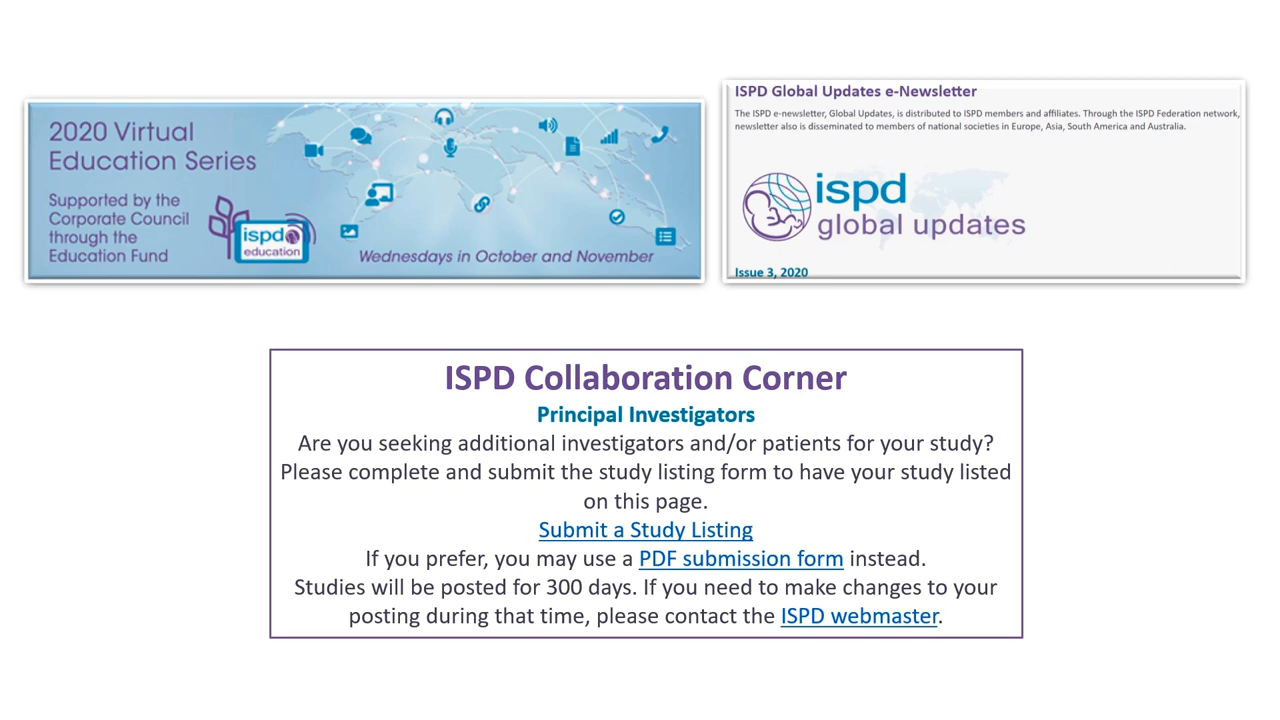 2020 Virtual
Education Series
Supported by the
Corporate Council
through the
Education Fund
ispd
education
Wednesdays in October and November
ISPD Global Updates e-Newsletter
The ISPD e-newsletter, Global Updates, is distributed to ISPD members and affiliates. Through the ISPD Federation network,
newsletter also is disseminated to members of national societies in Europe, Asia, South America and Australia.
ispd
global updates
Issue 3, 2020
ISPD Collaboration Corner
Principal Investigators
Are you seeking additional investigators and/or patients for your study?
Please complete and submit the study listing form to have your study listed
on this page.
Submit a Study Listing
If you prefer, you may use a PDF submission form instead.
Studies will be posted for 300 days. If you need to make changes to your
posting during that time, please contact the ISPD webmaster.